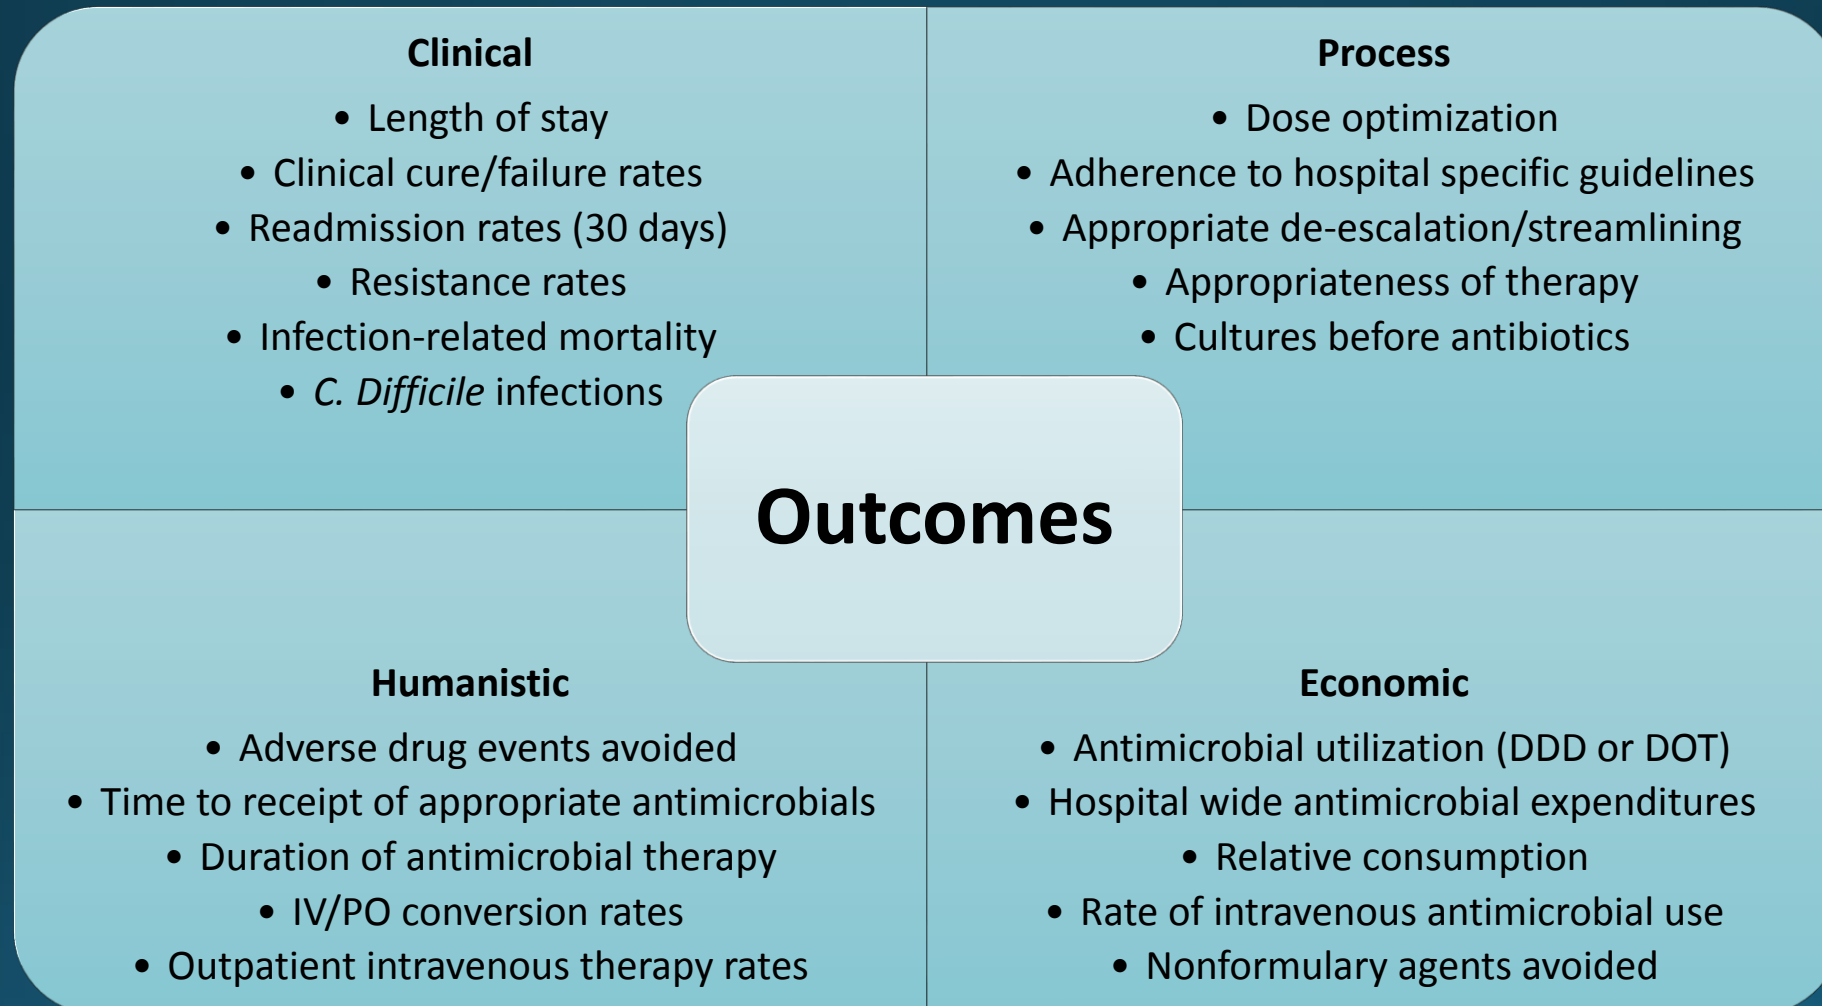 Clinical
• Length of stay
• Clinical cure/failure rates
• Readmission rates (30 days)
• Resistance rates
• Infection-related mortality
• C. Difficile infections
Process
• Dose optimization
• Adherence to hospital specific guidelines
• Appropriate de-escalation/streamlining
• Appropriateness of therapy
• Cultures before antibiotics
Outcomes
Humanistic
• Adverse drug events avoided
• Time to receipt of appropriate antimicrobials
• Duration of antimicrobial therapy
• IV/PO conversion rates
• Outpatient intravenous therapy rates
Economic
• Antimicrobial utilization (DDD or DOT)
• Hospital wide antimicrobial expenditures
• Relative consumption
• Rate of intravenous antimicrobial use
• Nonformulary agents avoided